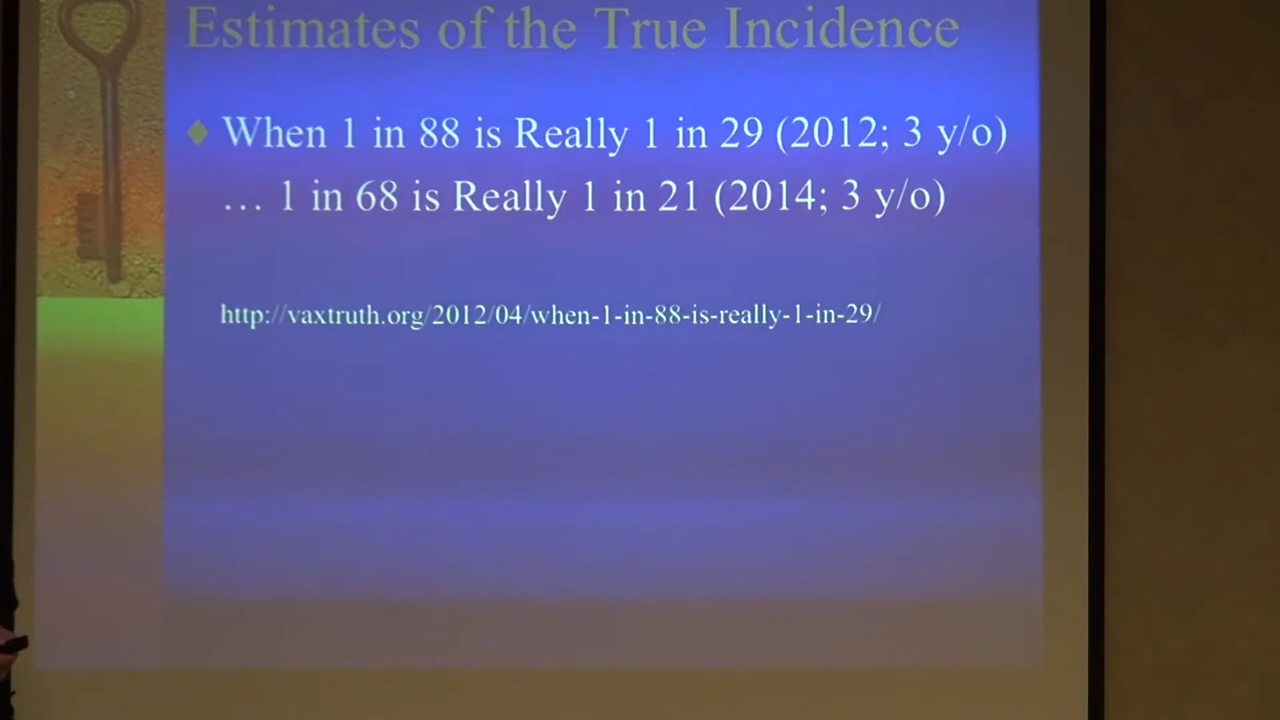 Estimates of the True Incidence
When 1 in 88 is Really 1 in 29 (2012; 3 y/o)
… 1 in 68 is Really 1 in 21 (2014; 3 y/o)
http://vaxtruth.org/2012/04/when-1-in-88-is-really-1-in-29/